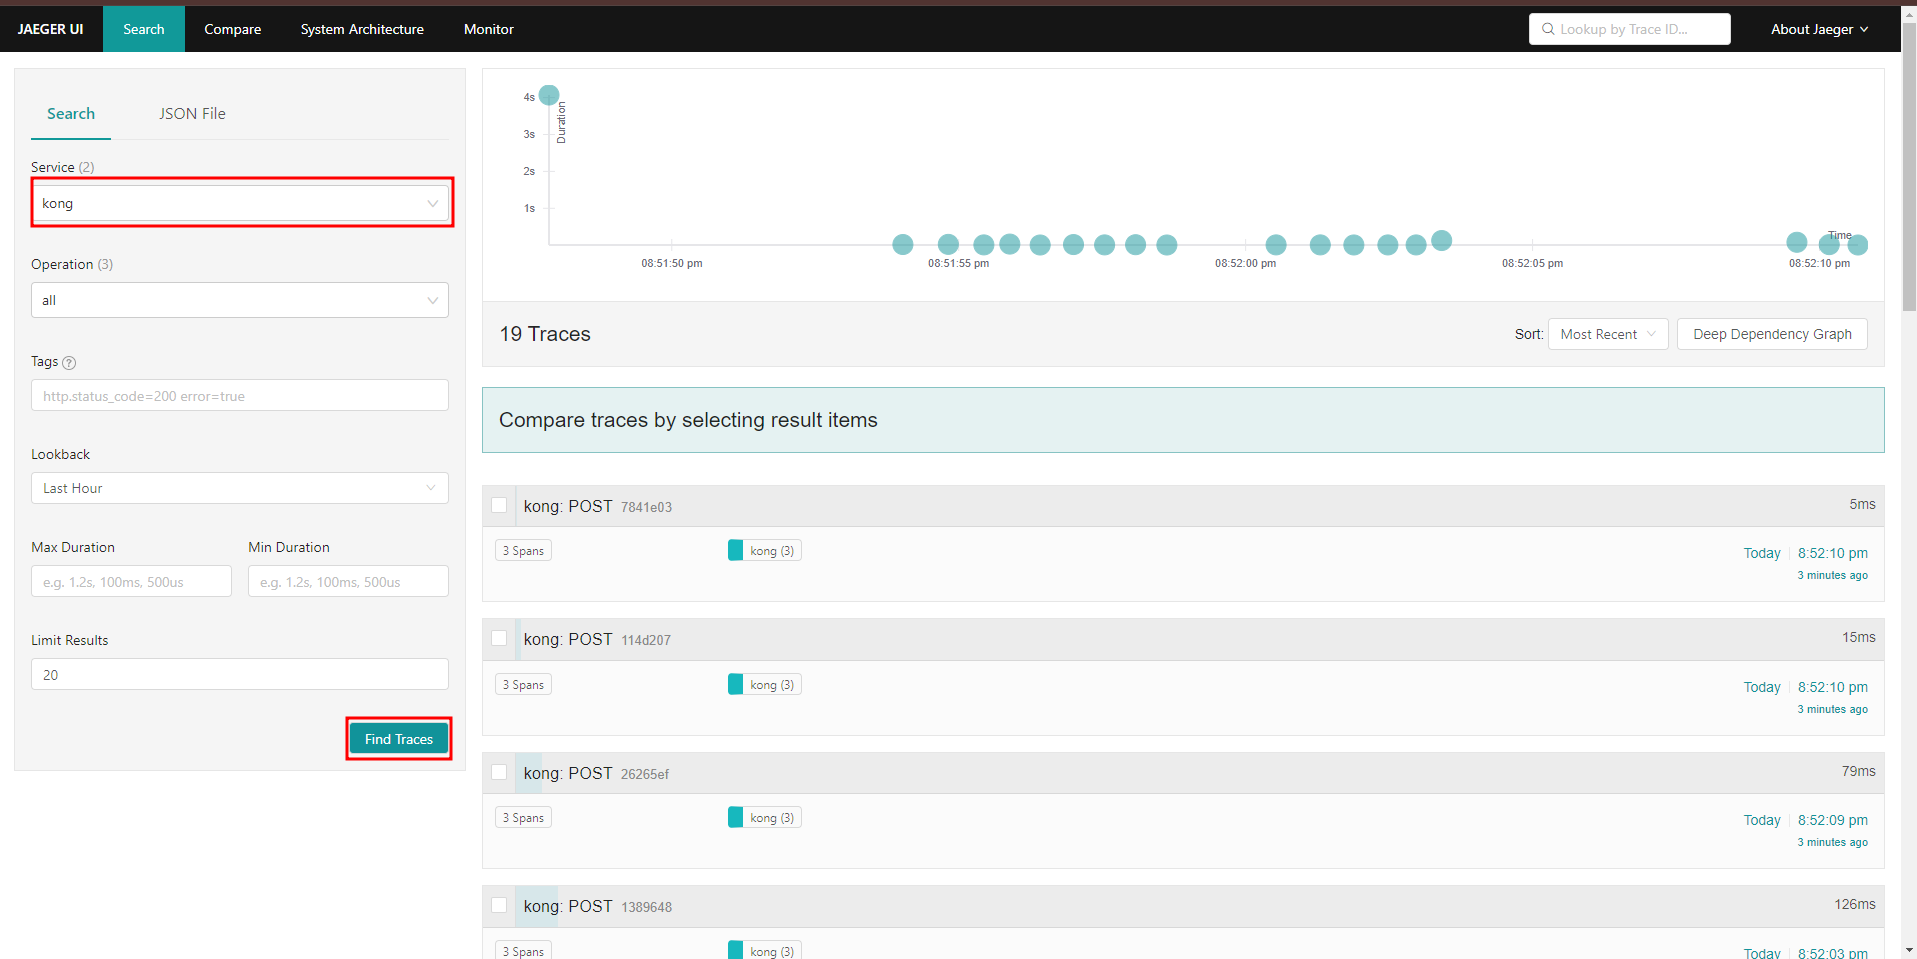 JAEGER UI
Search
Compare
System Architecture
Monitor
Lookup by Trace ID...
About Jaeger
Search
JSON File
Service (2)
kong
Operation (3)
all
Tags
http.status_code=200 error=true
Lookback
Last Hour
Max Duration
Min Duration
e.g. 1.2s, 100ms, 500us
e.g. 1.2s, 100ms, 500us
Limit Results
20
Find Traces
4s
3s
2s
1s
Duration
Time
08:51:50 pm
08:51:55 pm
08:52:00 pm
08:52:05 pm
08:52:10 pm
19 Traces
Sort:
Most Recent
Deep Dependency Graph
Compare traces by selecting result items
kong: POST 7841e03
5ms
3 Spans
kong (3)
Today
8:52:10 pm
3 minutes ago
kong: POST 114d207
15ms
3 Spans
kong (3)
Today
8:52:10 pm
3 minutes ago
kong: POST 26265ef
79ms
3 Spans
kong (3)
Today
8:52:09 pm
3 minutes ago
kong: POST 1389648
126ms
3 Spans
kong (3)
Today
8:52:03 pm